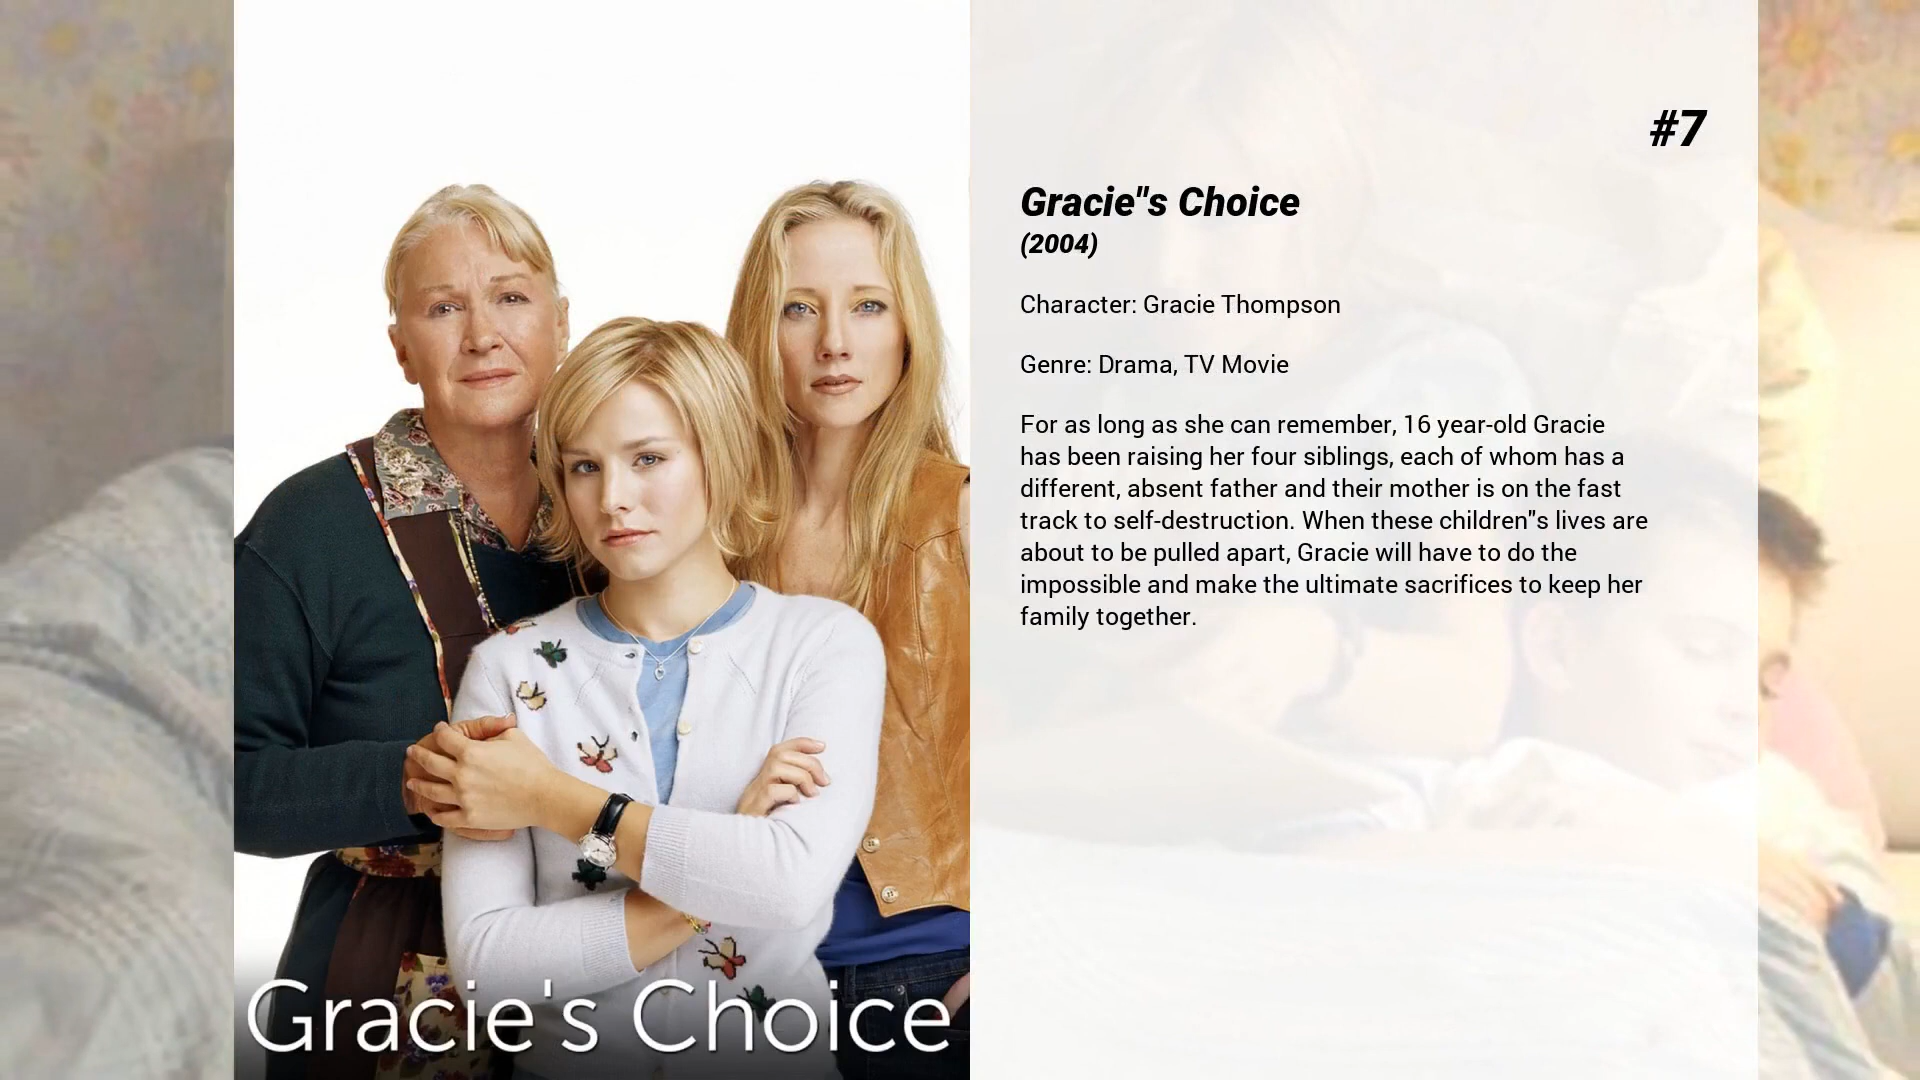 #7
Gracie"s Choice
(2004)
Character: Gracie Thompson
Genre: Drama, TV Movie
For as long as she can remember, 16 year-old Gracie
has been raising her four siblings, each of whom has a
different, absent father and their mother is on the fast
track to self-destruction. When these children"s lives are
about to be pulled apart, Gracie will have to do the
impossible and make the ultimate sacrifices to keep her
family together.
Gracie's Choice